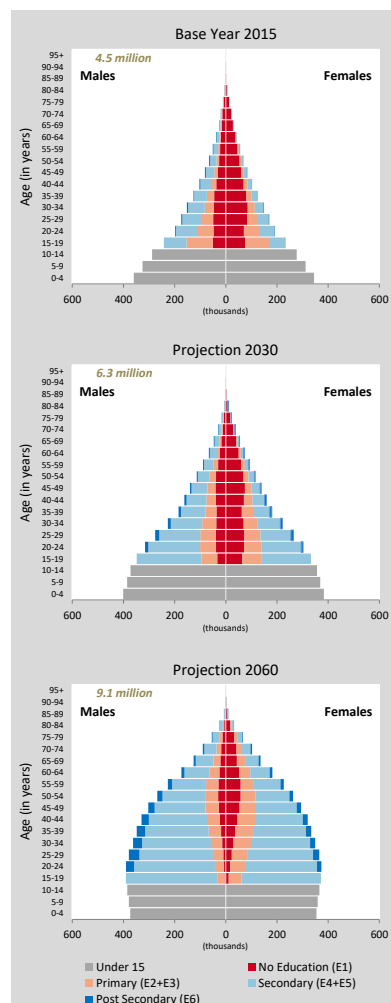 Base Year 2015
4.5 million
Males
Females
Age (in years)
95+
90-94
85-89
80-84
75-79
70-74
65-69
60-64
55-59
50-54
45-49
40-44
35-39
30-34
25-29
20-24
15-19
10-14
5-9
0-4
600 400 200 0 200 400 600
(thousands)
Projection 2030
6.3 million
Males
Females
Age (in years)
95+
90-94
85-89
80-84
75-79
70-74
65-69
60-64
55-59
50-54
45-49
40-44
35-39
30-34
25-29
20-24
15-19
10-14
5-9
0-4
600 400 200 0 200 400 600
(thousands)
Projection 2060
9.1 million
Males
Females
Age (in years)
95+
90-94
85-89
80-84
75-79
70-74
65-69
60-64
55-59
50-54
45-49
40-44
35-39
30-34
25-29
20-24
15-19
10-14
5-9
0-4
600 400 200 0 200 400 600
(thousands)
Under 15
No Education (E1)
Primary (E2+E3)
Secondary (E4+E5)
Post Secondary (E6)